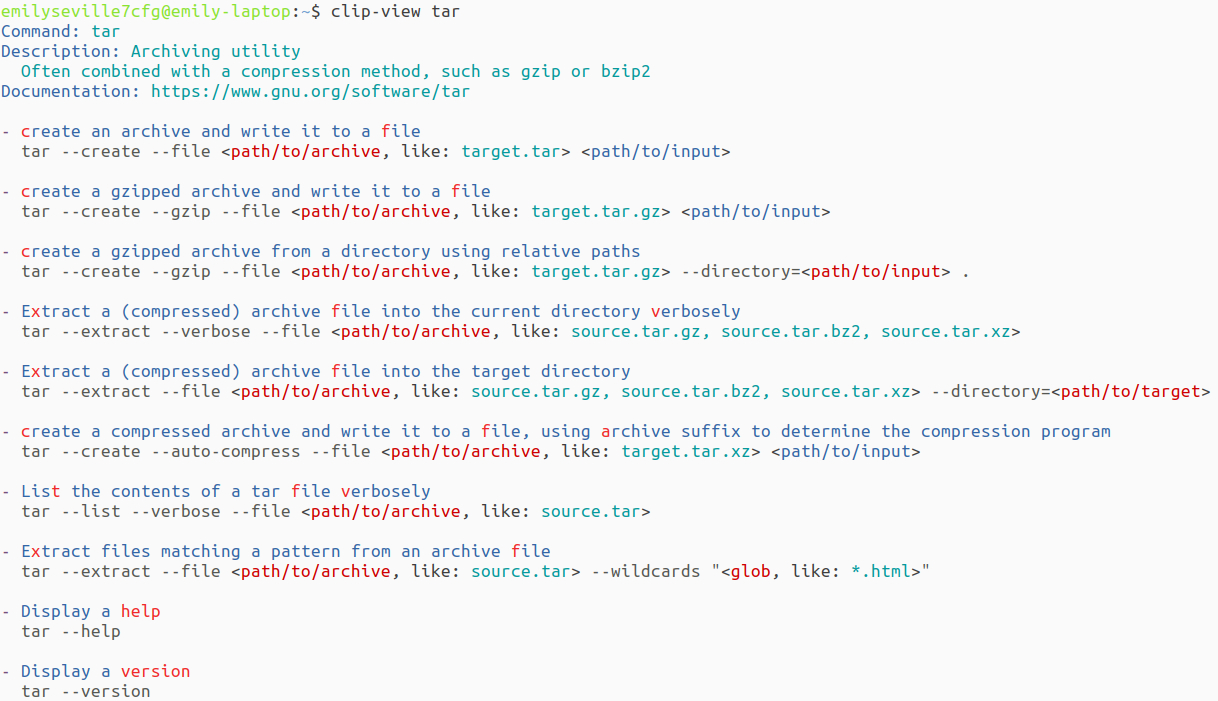 emilyseville7cfg@emily-laptop:~$ clip-view tar
Command: tar
Description: Archiving utility
  Often combined with a compression method, such as gzip or bzip2
Documentation: https://www.gnu.org/software/tar

- create an archive and write it to a file
  tar --create --file <path/to/archive, like: target.tar> <path/to/input>

- create a gzipped archive and write it to a file
  tar --create --gzip --file <path/to/archive, like: target.tar.gz> <path/to/input>

- create a gzipped archive from a directory using relative paths
  tar --create --gzip --file <path/to/archive, like: target.tar.gz> --directory=<path/to/input> .

- Extract a (compressed) archive file into the current directory verbosely
  tar --extract --verbose --file <path/to/archive, like: source.tar.gz, source.tar.bz2, source.tar.xz>

- Extract a (compressed) archive file into the target directory
  tar --extract --file <path/to/archive, like: source.tar.gz, source.tar.bz2, source.tar.xz> --directory=<path/to/target>

- create a compressed archive and write it to a file, using archive suffix to determine the compression program
  tar --create --auto-compress --file <path/to/archive, like: target.tar.xz> <path/to/input>

- List the contents of a tar file verbosely
  tar --list --verbose --file <path/to/archive, like: source.tar>

- Extract files matching a pattern from an archive file
  tar --extract --file <path/to/archive, like: source.tar> --wildcards "<glob, like: *.html>"

- Display a help
  tar --help

- Display a version
  tar --version